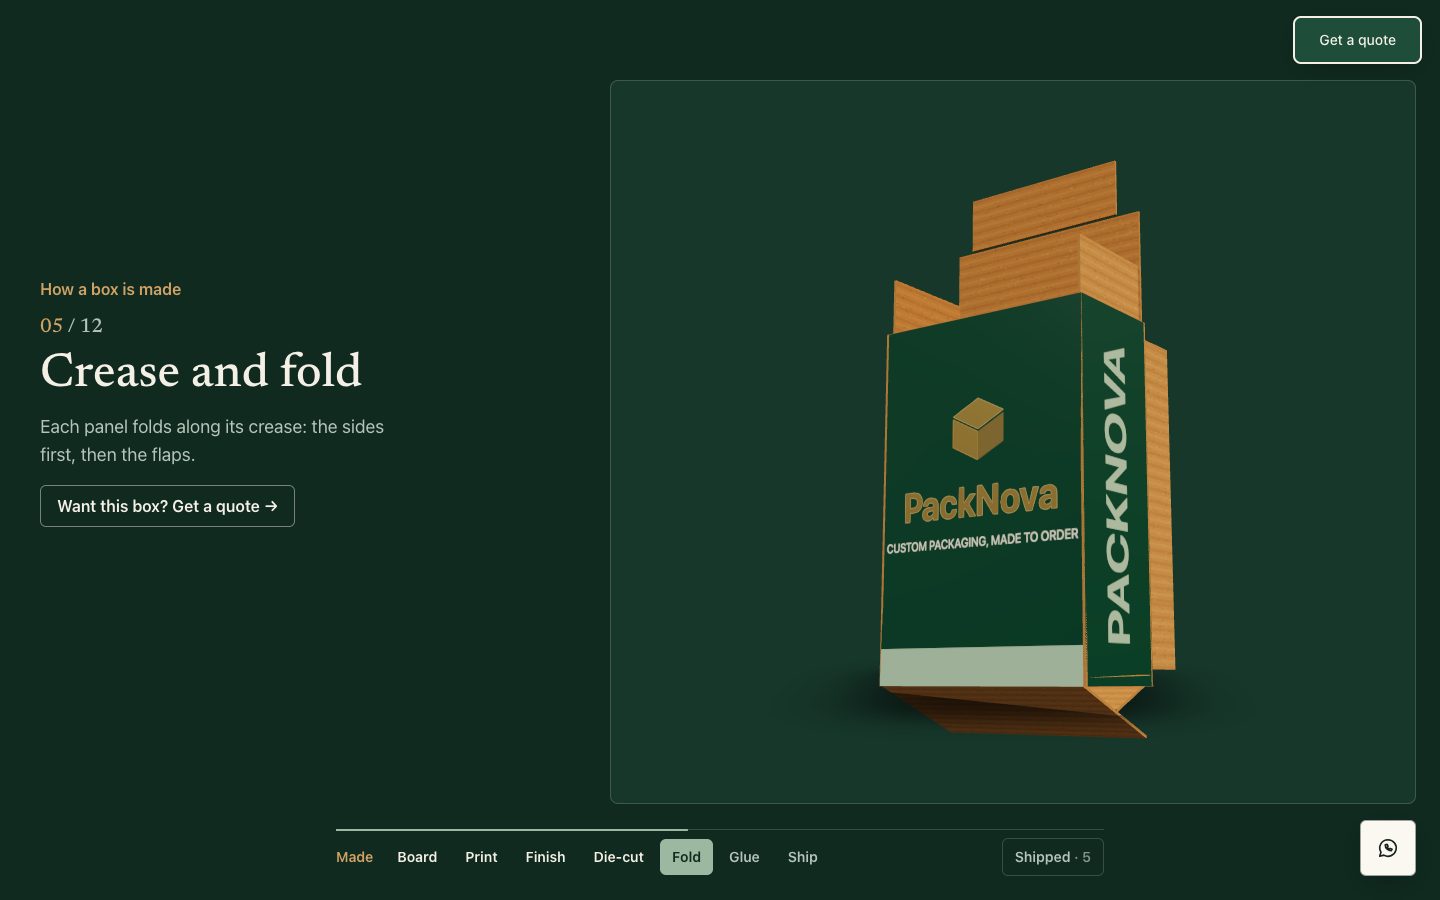 Get a quote
How a box is made
05 / 12
Crease and fold
Each panel folds along its crease: the sides
first, then the flaps.
Want this box? Get a quote →
PackNova
CUSTOM PACKAGING, MADE TO ORDER
PACKNOVA
Made Board Print Finish Die-cut Fold Glue Ship Shipped · 5